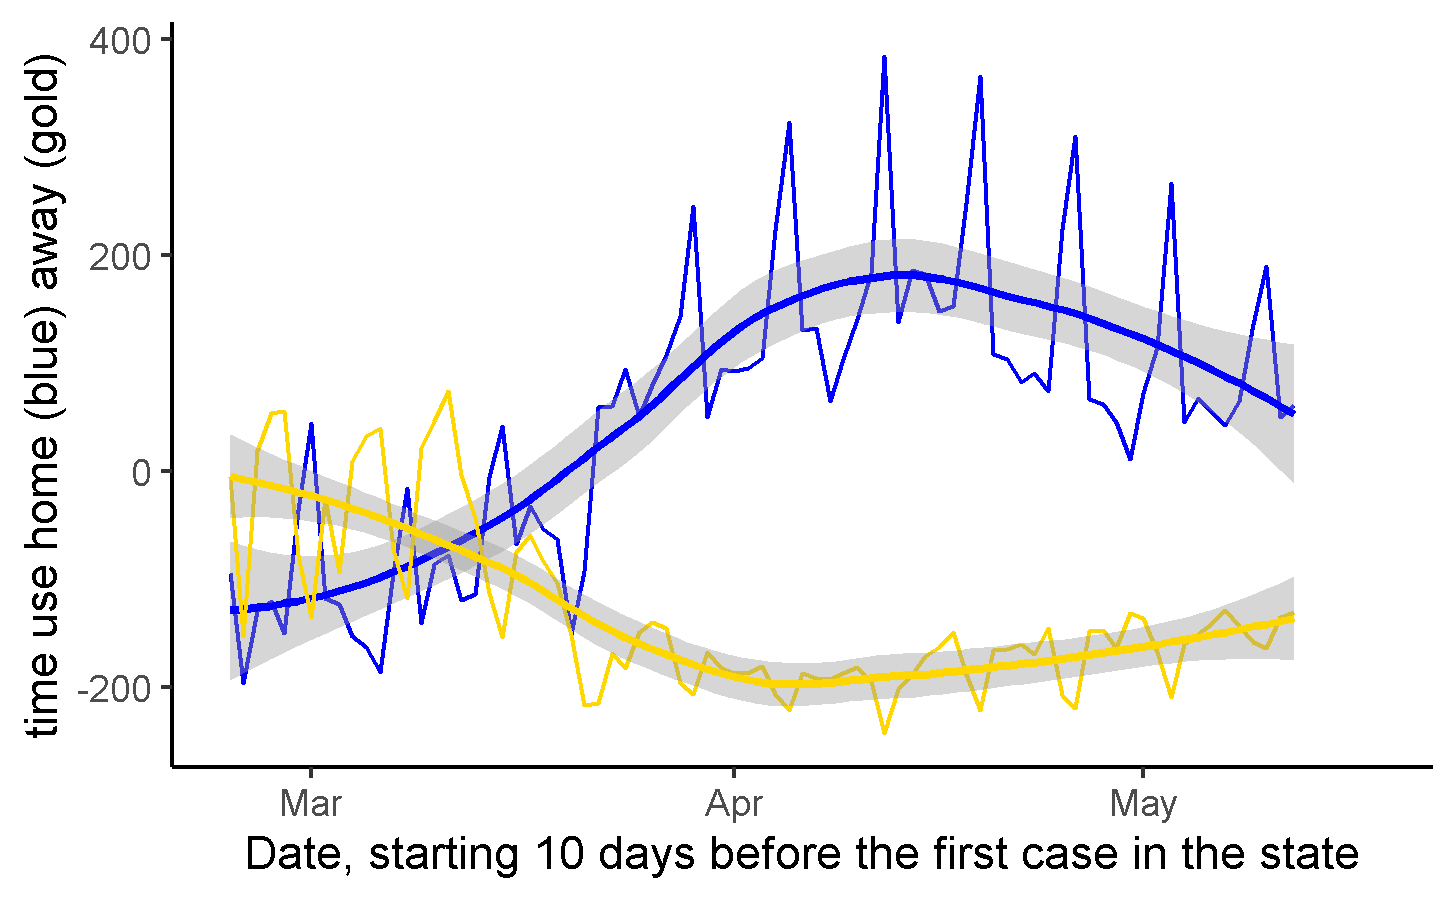 time use home (blue) away (gold)
400
200
0
-200
Mar Apr May
Date, starting 10 days before the first case in the state